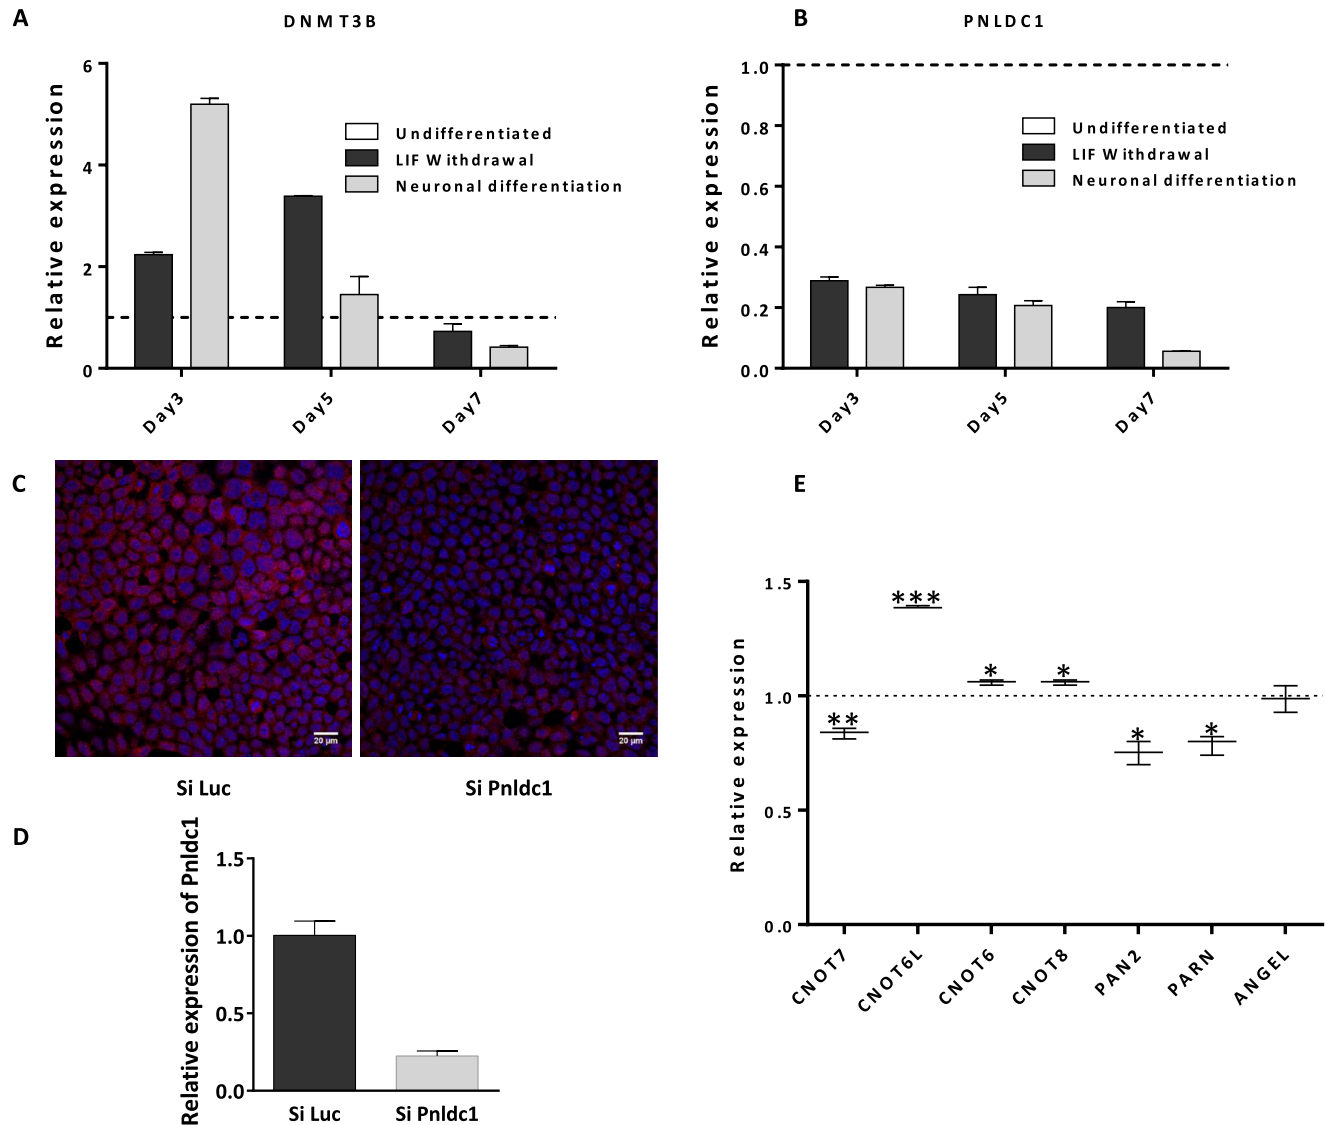 A
DNMT3B
Relative expression
6
4
2
0
Undifferentiated
LIF Withdrawal
Neuronal differentiation
Day3
Day5
Day7
B
PNLDC1
Relative expression
1.0
0.8
0.6
0.4
0.2
0.0
Undifferentiated
LIF Withdrawal
Neuronal differentiation
Day3
Day5
Day7
C
20 µm
20 µm
Si Luc
Si Pnldc1
D
Relative expression of Pnldc1
1.5
1.0
0.5
0.0
Si Luc
Si Pnldc1
E
Relative expression
1.5
1.0
0.5
0.0
**
***
*
*
*
*
CNOT7
CNOT6L
CNOT6
CNOT8
PAN2
PARN
ANGEL